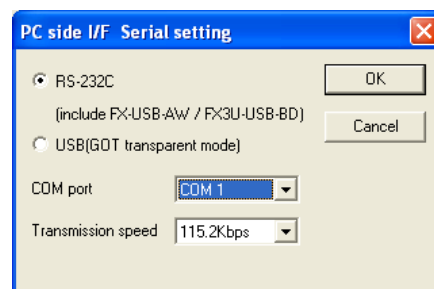 PC side I/F Serial setting
RS-232C
(include FX-USB-AW / FX3U-USB-BD)
USB(GOT transparent mode)
COM port
COM 1
Transmission speed
115.2Kbps
OK
Cancel